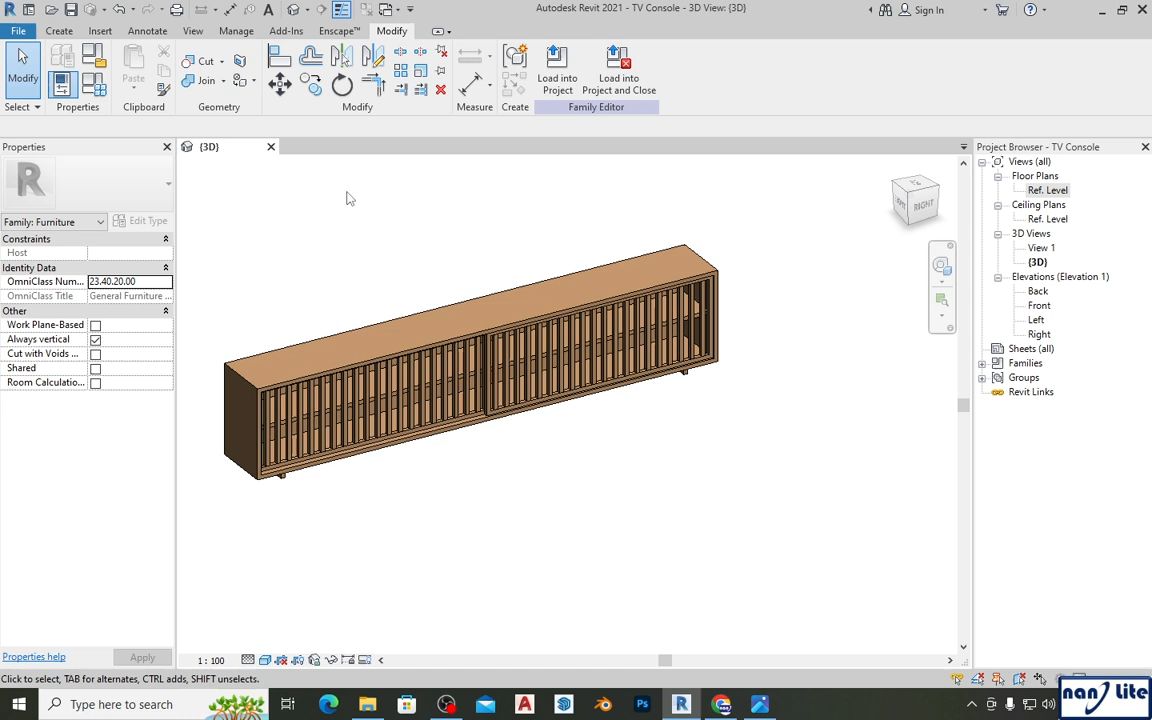 Autodesk Revit 2021 - TV Console - 3D View: {3D}
Sign In
File Create Insert Annotate View Manage Add-Ins Enscape™ Modify
Modify
Paste
Cut
Join
Load into
Project
Load into
Project and Close
Select Properties Clipboard Geometry Modify Measure Create Family Editor
Properties
{3D}
Project Browser - TV Console
R
Family: Furniture
Edit Type
Constraints
Host
Identity Data
OmniClass Num... 23.40.20.00
OmniClass Title General Furniture ...
Other
Work Plane-Based
Always vertical
Cut with Voids ...
Shared
Room Calculatio...
Properties help
Apply
RIGHT
Views (all)
Floor Plans
Ref. Level
Ceiling Plans
Ref. Level
3D Views
View 1
{3D}
Elevations (Elevation 1)
Back
Front
Left
Right
Sheets (all)
Families
Groups
Revit Links
1 : 100
Click to select, TAB for alternates, CTRL adds, SHIFT unselects.
Type here to search
nanJ lite